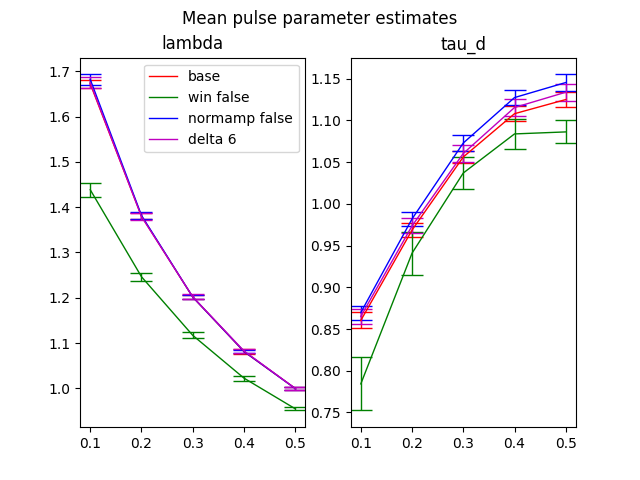 Mean pulse parameter estimates
lambda
1.7
1.6
1.5
1.4
1.3
1.2
1.1
1.0
0.1 0.2 0.3 0.4 0.5
base
win false
normamp false
delta 6
tau_d
1.15
1.10
1.05
1.00
0.95
0.90
0.85
0.80
0.75
0.1 0.2 0.3 0.4 0.5